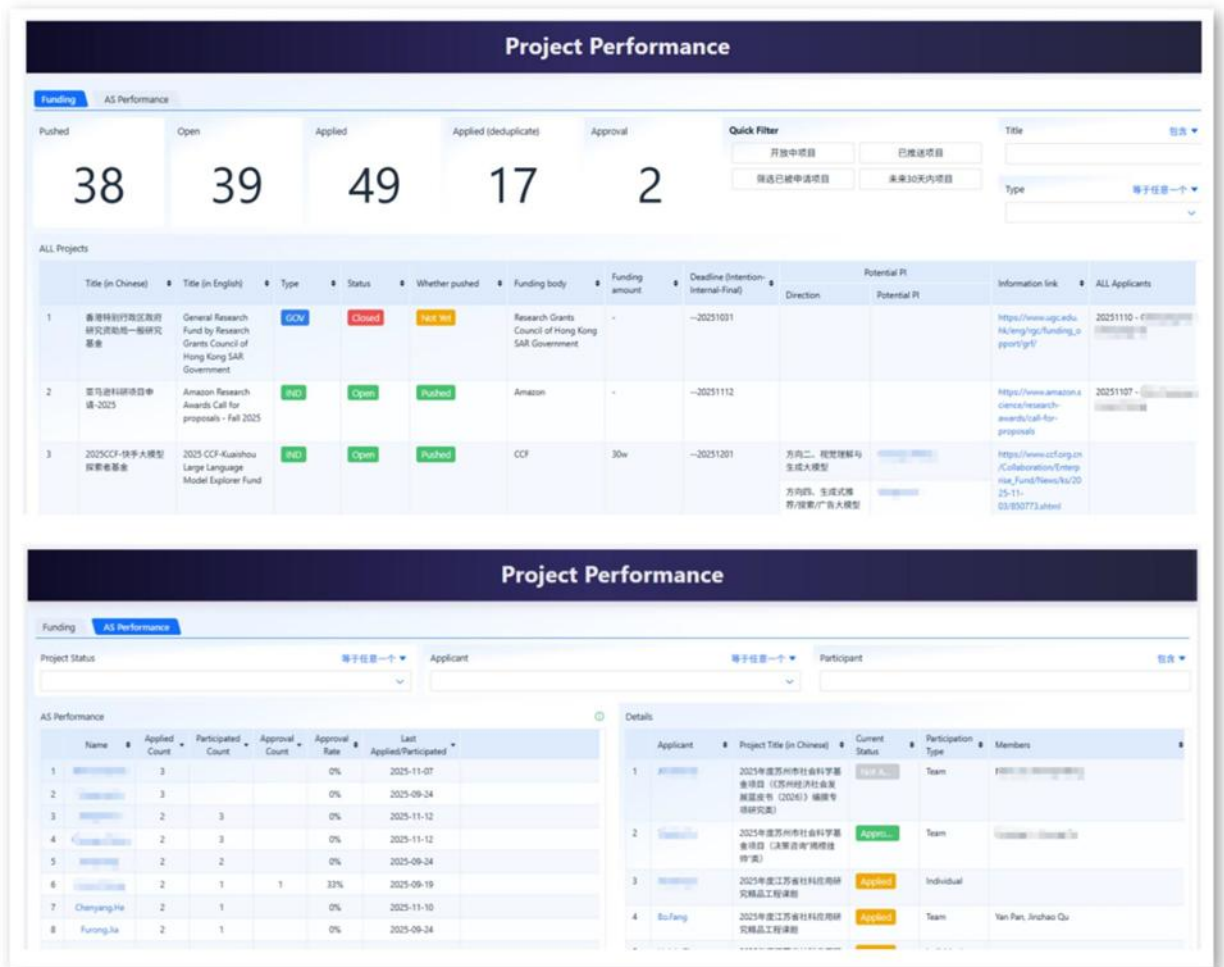 Project Performance
Funding
AS Performance
Pushed
Open
Applied
Applied (deduplicate)
Approval
Quick Filter
Title
包含
38
39
49
17
2
开放中项目
已推送项目
筛选已被申请项目
未来30天内项目
Type
等于任意一个
ALL Projects
Title (in Chinese)
Title (in English)
Type
Status
Whether pushed
Funding body
Funding
amount
Deadline (Intention-
Internal-Final)
Potential PI
Direction
Potential PI
Information link
ALL Applicants
1
香港特别行政区政府
研究资助局一般研究
基金
General Research
Fund by Research
Grants Council of
Hong Kong SAR
Government
GOV
Closed
Not Yet
Research Grants
Council of Hong Kong
SAR Government
-
--20251031
https://www.ugc.edu.
hk/eng/rgc/funding_o
pport/grf/
20251110 -
2
亚马逊科研项目申
请-2025
Amazon Research
Awards Call for
proposals - Fall 2025
IND
Open
Pushed
Amazon
-
--20251112
https://www.amazon.s
cience/research-
awards/call-for-
proposals
20251107 -
3
2025CCF-快手大模型
探索者基金
2025 CCF-Kuaishou
Large Language
Model Explorer Fund
IND
Open
Pushed
CCF
30w
--20251201
方向二、视觉理解与
生成大模型
方向四、生成式推
荐/搜索/广告大模型
https://www.ccf.org.cn
/Collaboration/Enterp
rise_Fund/News/ks/20
25-11-
03/850773.shtml
Project Performance
Funding
AS Performance
Project Status
等于任意一个
Applicant
等于任意一个
Participant
包含
AS Performance
Name
Applied
Count
Participated
Count
Approval
Count
Approval
Rate
Last
Applied/Participated
1 3 0% 2025-11-07
2 3 0% 2025-09-24
3 2 3 0% 2025-11-12
4 2 3 0% 2025-11-12
5 2 2 0% 2025-09-24
6 2 1 1 33% 2025-09-19
7 Chenyang.He 2 1 0% 2025-11-10
8 Furong.Jia 2 1 0% 2025-09-24
Details
Applicant
Project Title (in Chinese)
Current
Status
Participation
Type
Members
1
2025年度苏州市社会科学基
金项目（《苏州经济社会发
展蓝皮书（2026）》编撰专
项研究类）
Not A...
Team
2
2025年度苏州市社会科学基
金项目（决策咨询"揭榜挂
帅"类）
Appro...
Team
3
2025年度江苏省社科应用研
究精品工程课题
Applied
Individual
4
Bo.Fang
2025年度江苏省社科应用研
究精品工程课题
Applied
Team
Yan Pan, Jinzhao Qu